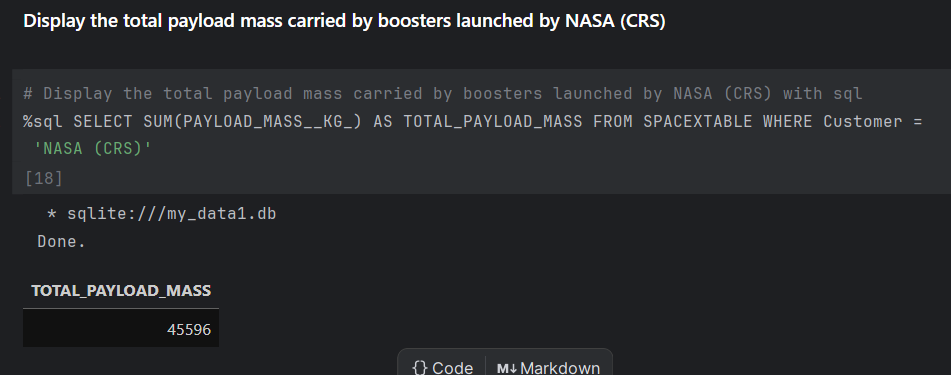 Display the total payload mass carried by boosters launched by NASA (CRS)
# Display the total payload mass carried by boosters launched by NASA (CRS) with sql
%sql SELECT SUM(PAYLOAD_MASS__KG_) AS TOTAL_PAYLOAD_MASS FROM SPACEXTABLE WHERE Customer =
'NASA (CRS)'
[18]
* sqlite:///my_data1.db
Done.
TOTAL_PAYLOAD_MASS
45596
{} Code M↓ Markdown